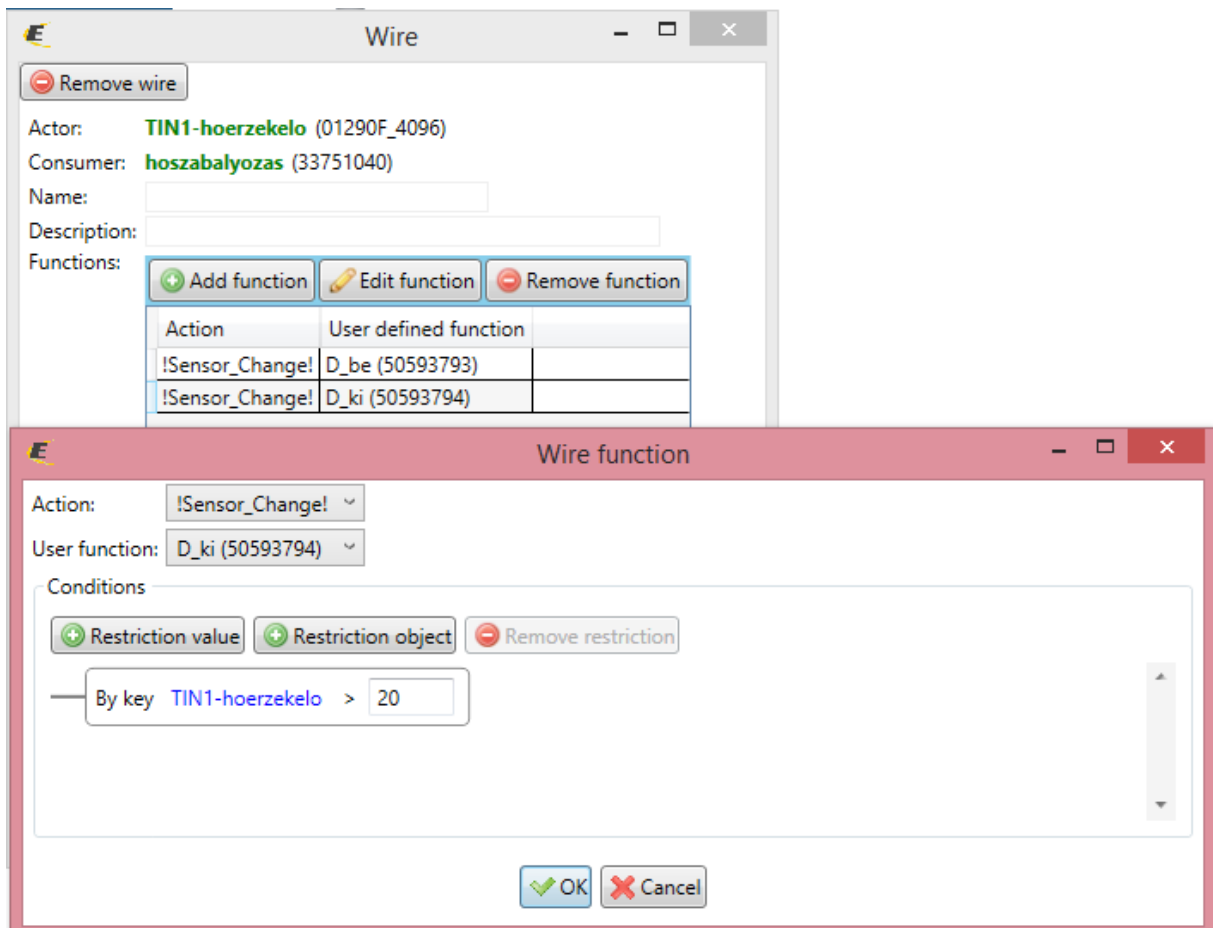 Wire
Remove wire
Actor: TIN1-hoerzekelo (01290F_4096)
Consumer: hoszabalyozas (33751040)
Name:
Description:
Functions:
Add function Edit function Remove function
Action User defined function
!Sensor_Change! D_be (50593793)
!Sensor_Change! D_ki (50593794)
Wire function
Action: !Sensor_Change!
User function: D_ki (50593794)
Conditions
Restriction value Restriction object Remove restriction
By key TIN1-hoerzekelo > 20
OK Cancel